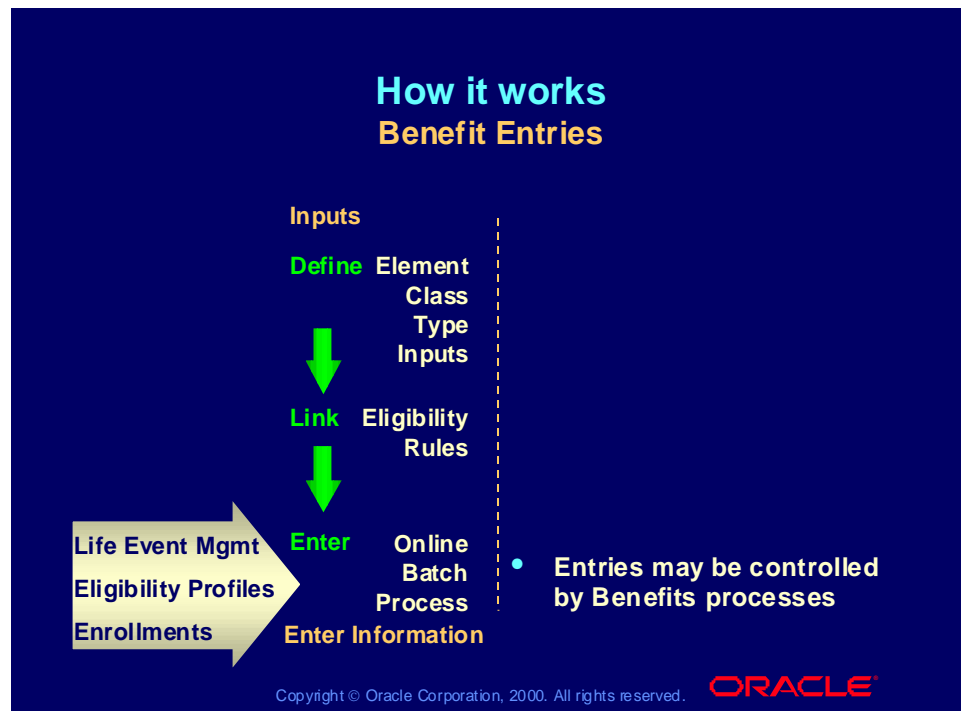 How it works
Benefit Entries
Inputs
Define Element
Class
Type
Inputs
Link Eligibility
Rules
Life Event Mgmt
Eligibility Profiles
Enrollments
Enter Online
Batch
Process
Enter Information
• Entries may be controlled
by Benefits processes
Copyright © Oracle Corporation, 2000. All rights reserved.
ORACLE®